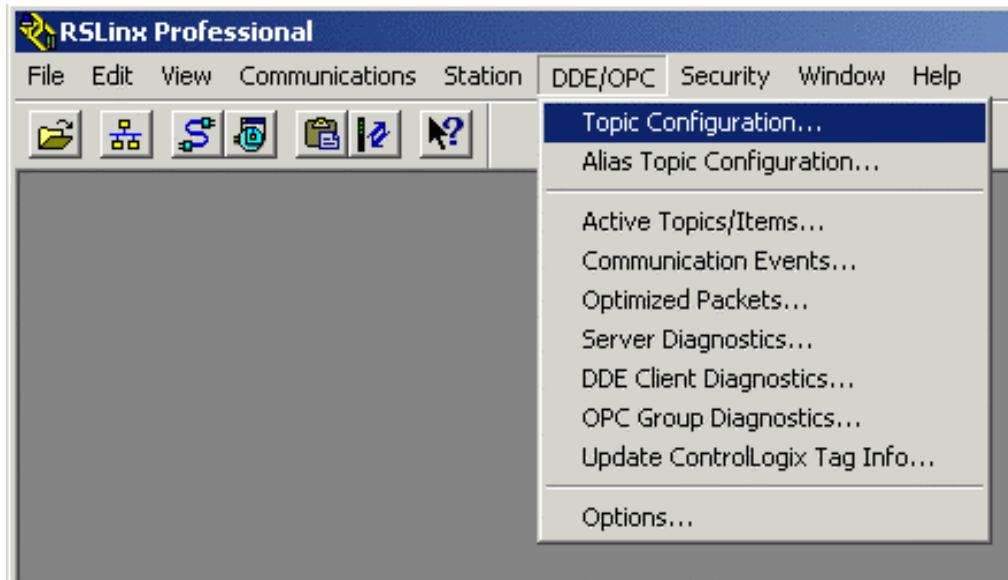 RSLinx Professional
File Edit View Communications Station DDE/OPC Security Window Help
Topic Configuration...
Alias Topic Configuration...
Active Topics/Items...
Communication Events...
Optimized Packets...
Server Diagnostics...
DDE Client Diagnostics...
OPC Group Diagnostics...
Update ControlLogix Tag Info...
Options...